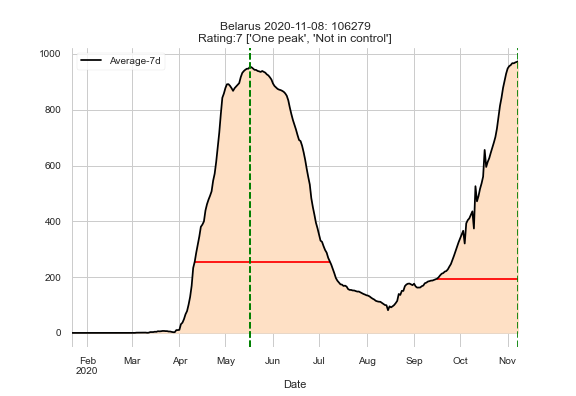 Belarus 2020-11-08: 106279
Rating:7 ['One peak', 'Not in control']
Average-7d
1000
800
600
400
200
0
Feb Mar Apr May Jun Jul Aug Sep Oct Nov
2020
Date